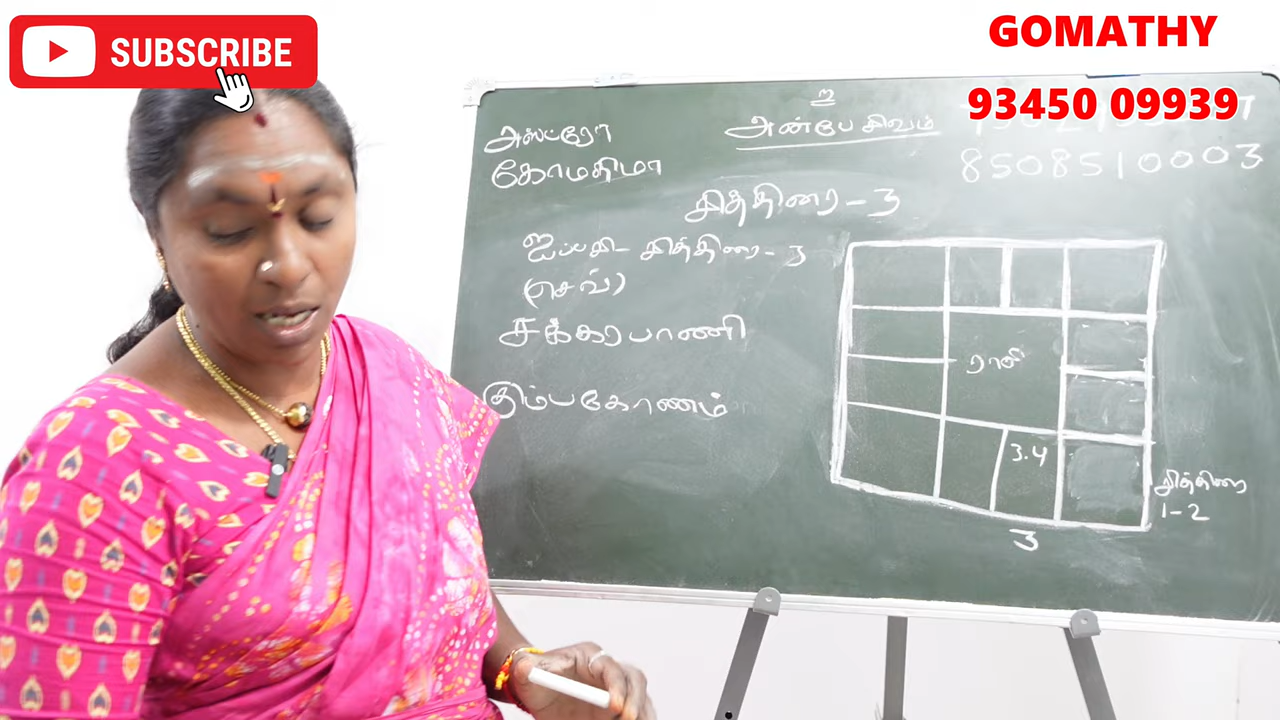 SUBSCRIBE
GOMATHY
93450 09939
உ
அன்பே சிவம்
8508510003
அஸ்ட்ரோ
கோமதிமா
சித்திரை - 3
ஐப்பசி - சித்திரை - 3
(செவ்)
சக்கரபாணி
கும்பகோணம்
ராசி
3.4
சித்திரை
1-2
3